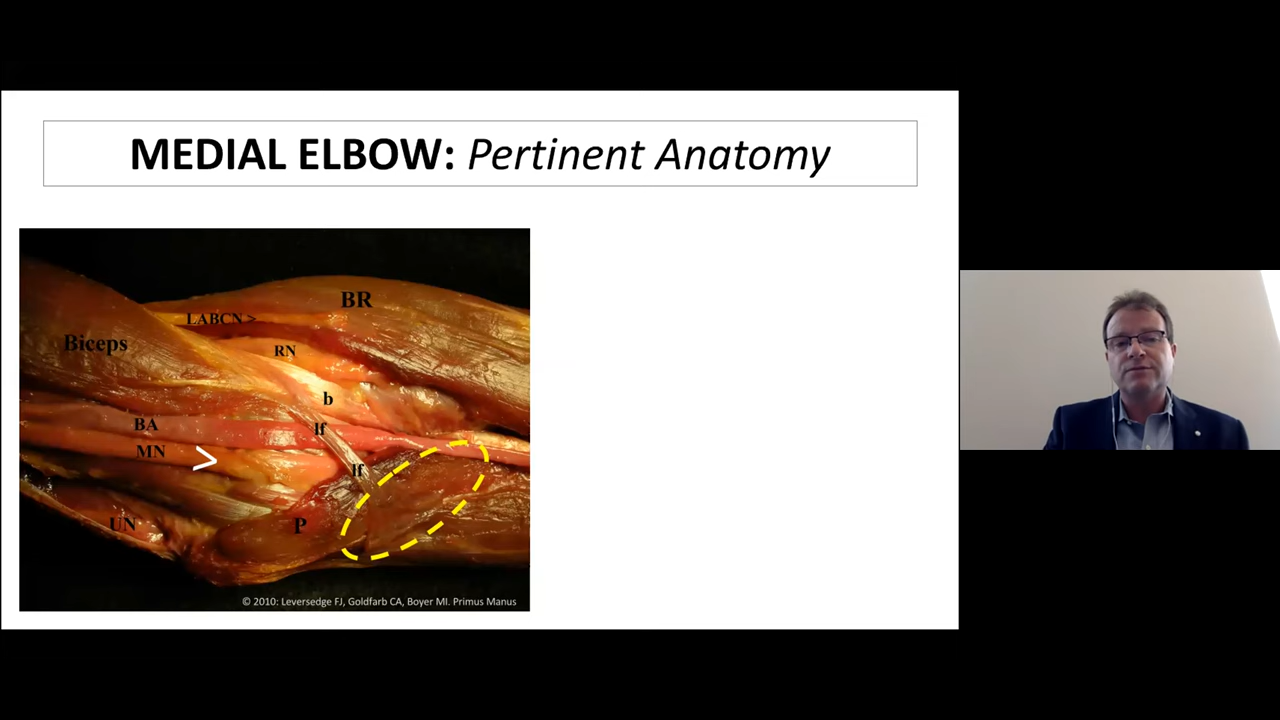 MEDIAL ELBOW: Pertinent Anatomy
BR
LABCN >
Biceps
RN
b
BA
lf
MN
>
lf
UN
P
© 2010: Leversedge FJ, Goldfarb CA, Boyer MI. Primus Manus